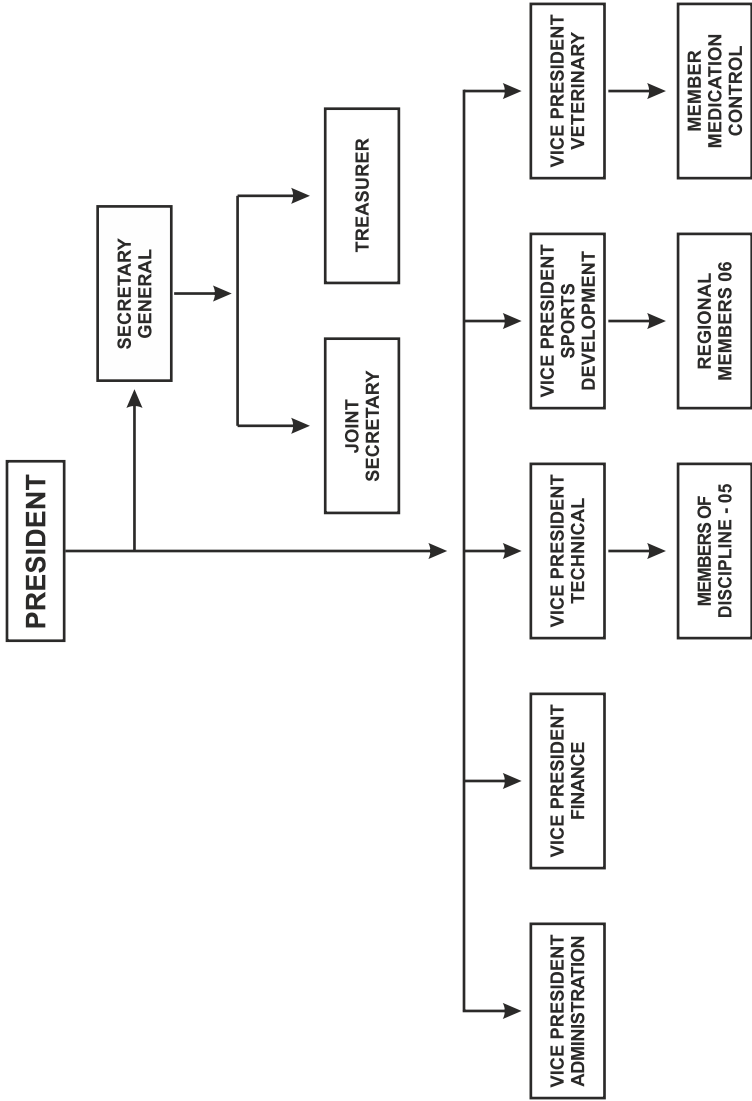 PRESIDENT
SECRETARY
GENERAL
JOINT
SECRETARY
TREASURER
VICE PRESIDENT
ADMINISTRATION
VICE PRESIDENT
FINANCE
VICE PRESIDENT
TECHNICAL
VICE PRESIDENT
SPORTS
DEVELOPMENT
VICE PRESIDENT
VETERINARY
MEMBERS OF
DISCIPLINE - 05
REGIONAL
MEMBERS 06
MEMBER
MEDICATION
CONTROL